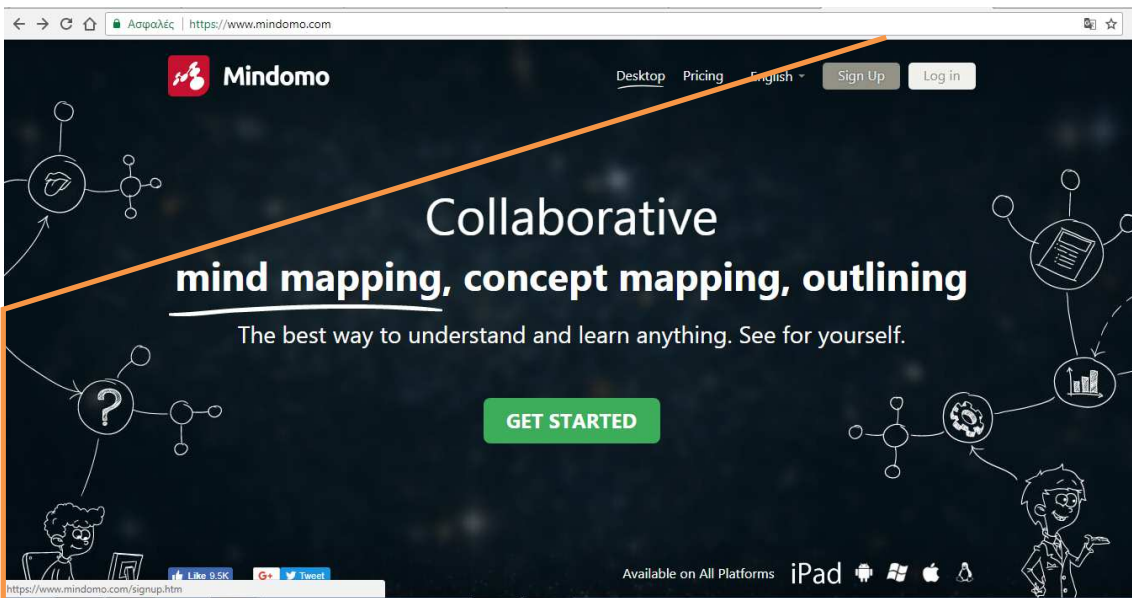 Ασφαλές | https://www.mindomo.com
Mindomo
Desktop Pricing English Sign Up Log in
Collaborative
mind mapping, concept mapping, outlining
The best way to understand and learn anything. See for yourself.
GET STARTED
Like 9.5K G+ Tweet
Available on All Platforms iPad
https://www.mindomo.com/signup.htm